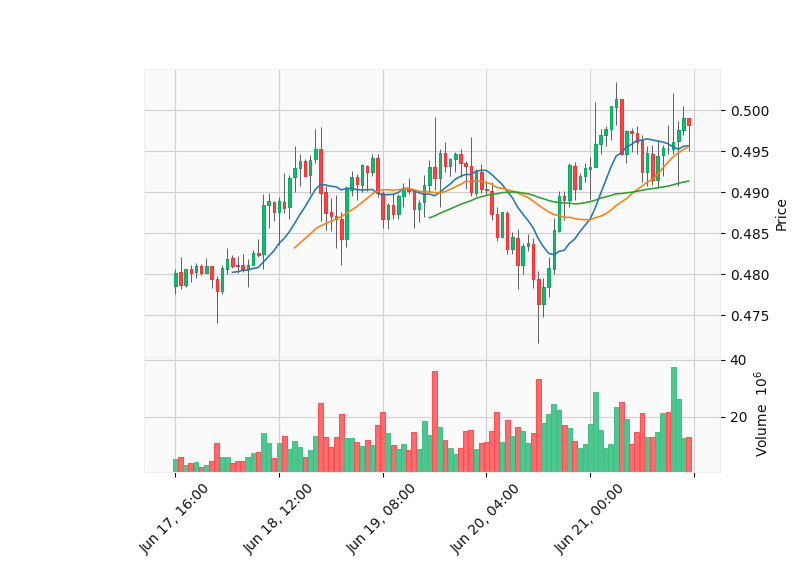 0.500
0.495
0.490
0.485
0.480
0.475
Price
40
20
Volume 10^6
Jun 17, 16:00
Jun 18, 12:00
Jun 19, 08:00
Jun 20, 04:00
Jun 21, 00:00